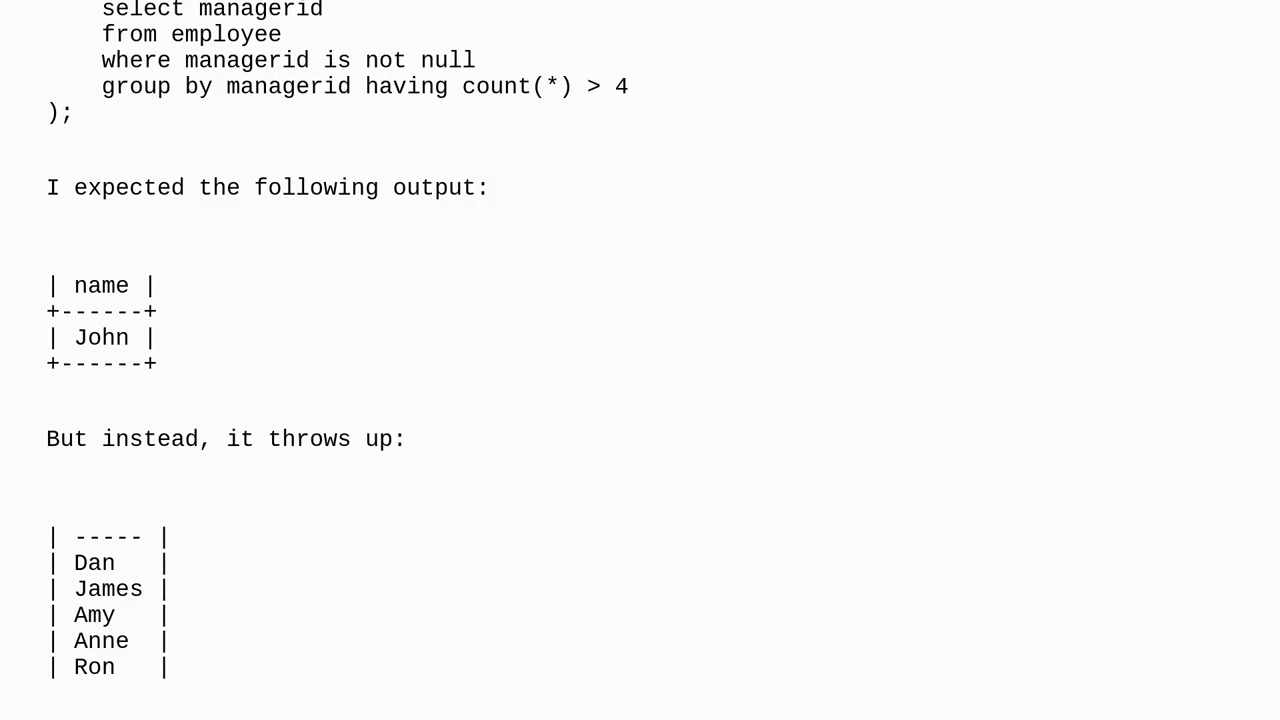 select managerid
from employee
where managerid is not null
group by managerid having count(*) > 4
);
I expected the following output:
| name |
+------+
| John |
+------+
But instead, it throws up:
| ----- |
| Dan   |
| James |
| Amy   |
| Anne  |
| Ron   |